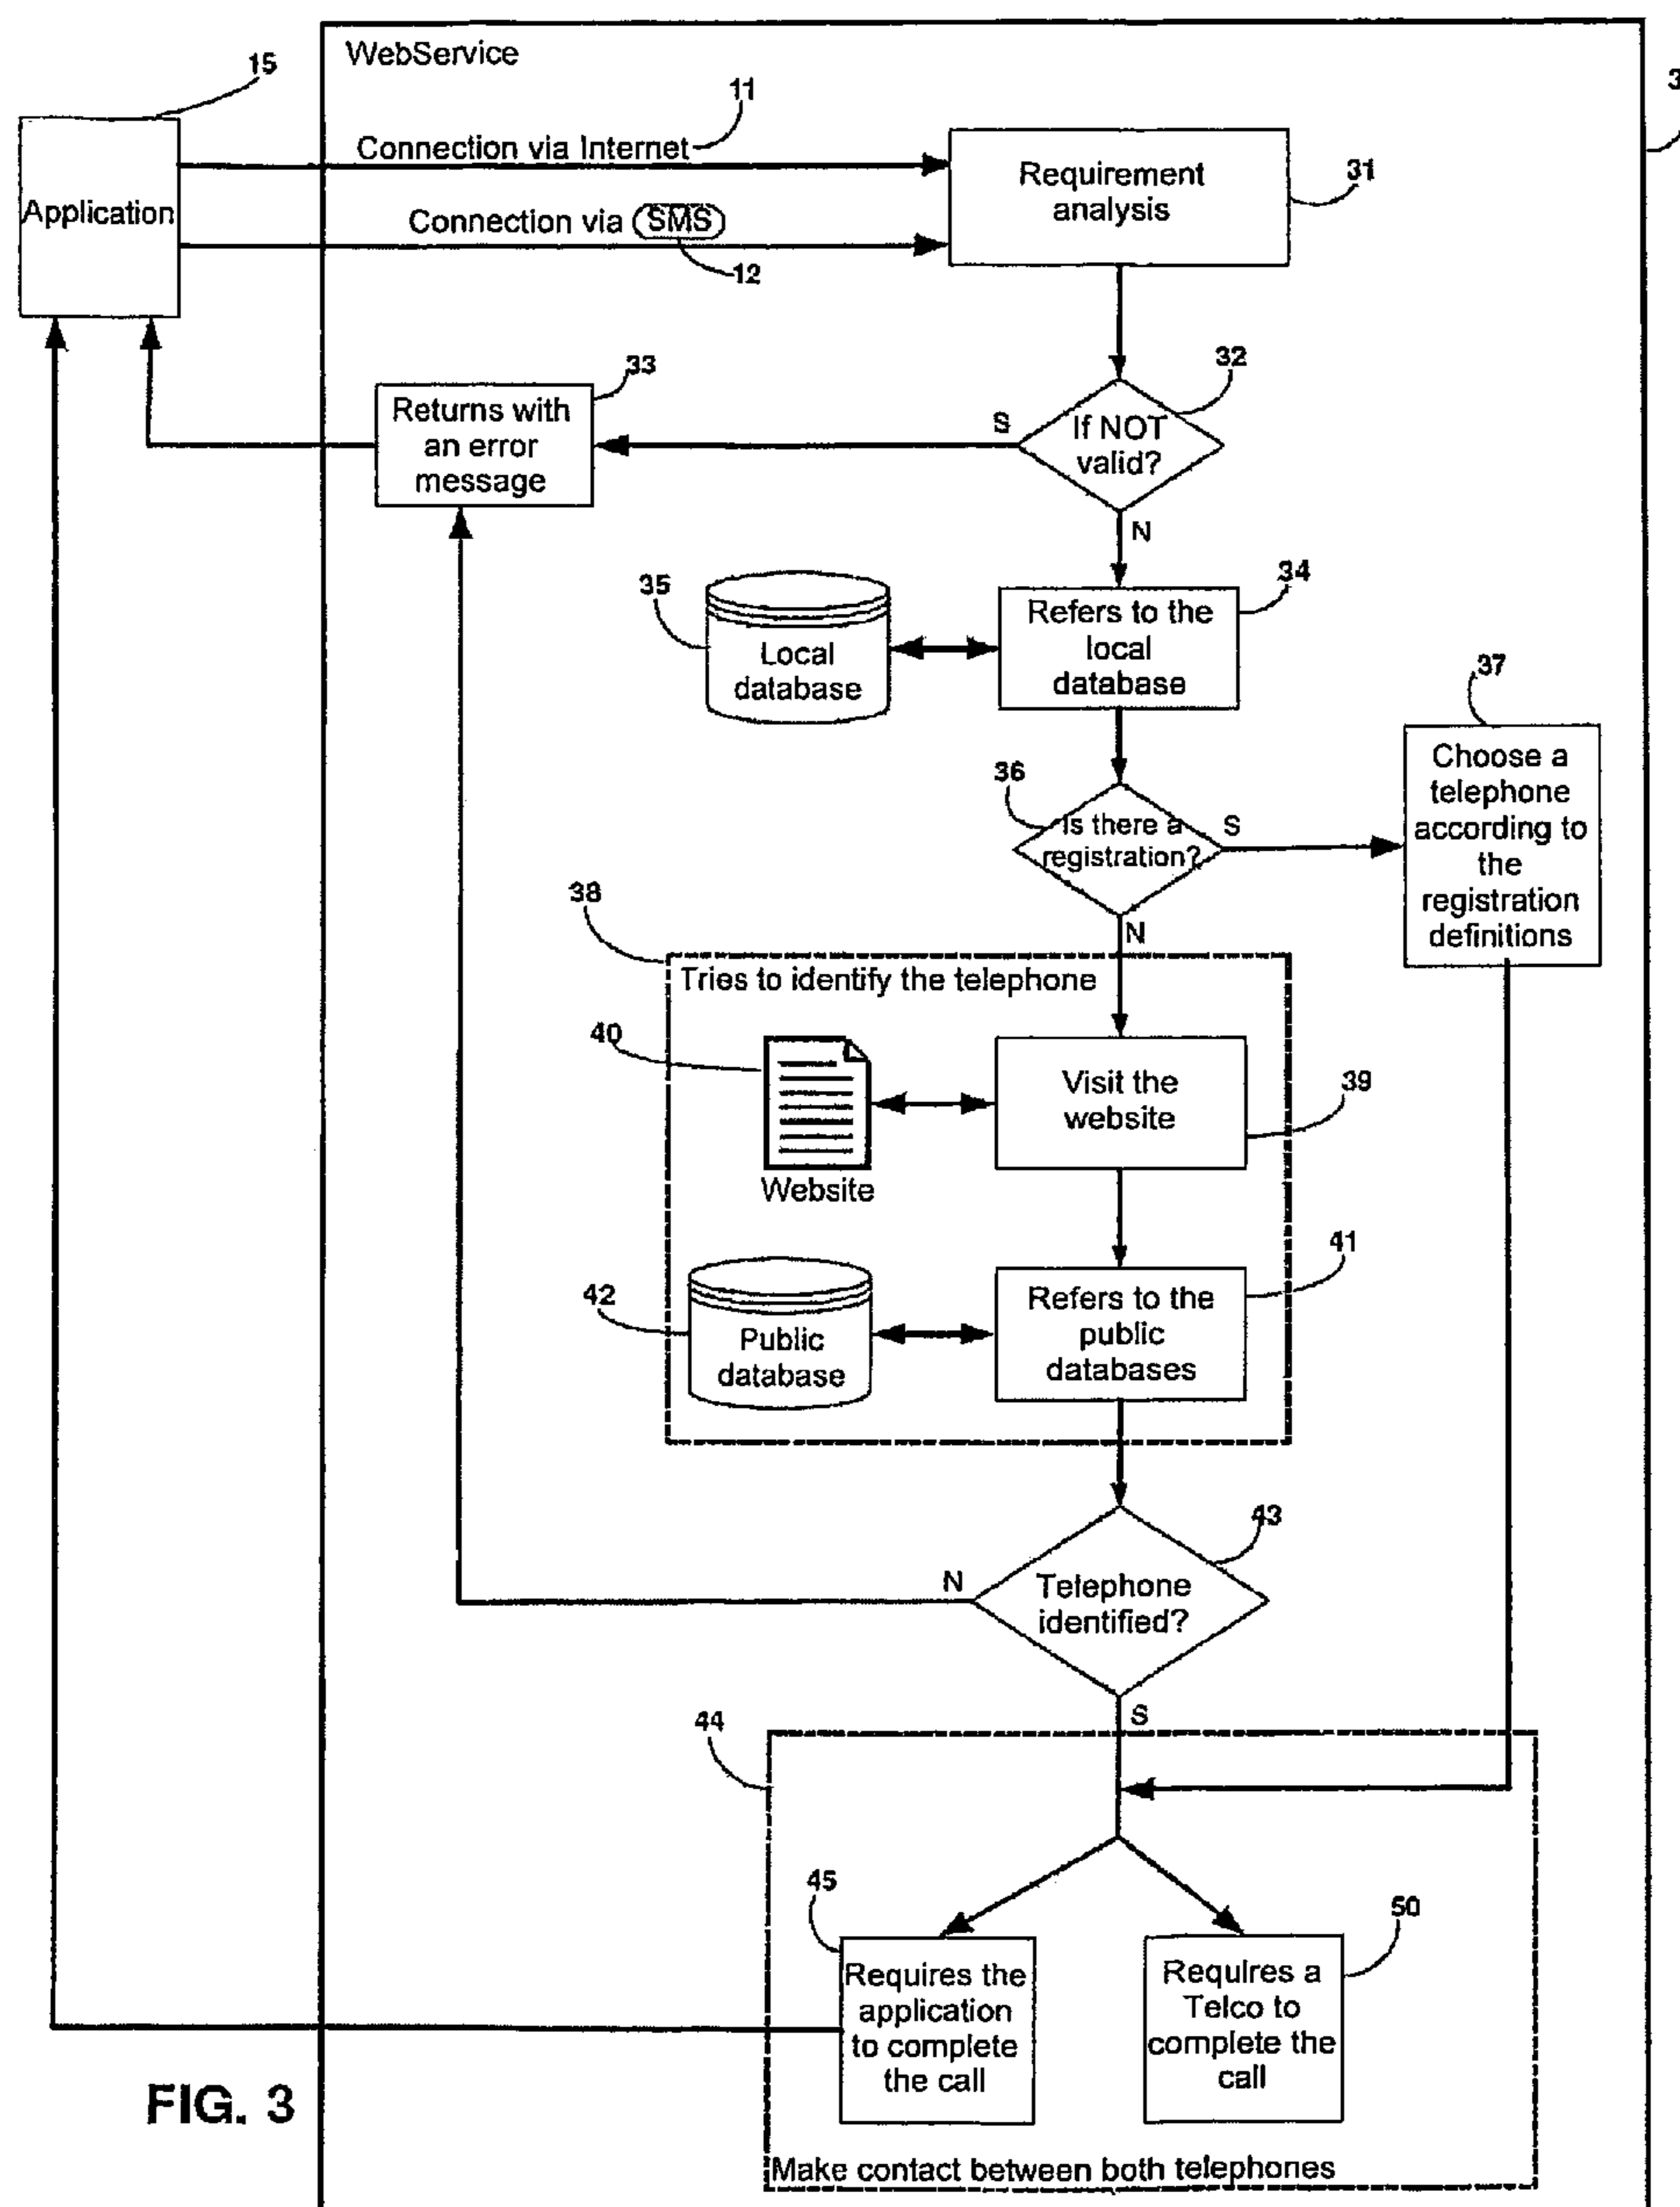 WebService
15
11
3
Connection via Internet
Requirement
analysis
31
Application
Connection via SMS
12
33
32
Returns with
an error
message
S
If NOT
valid?
N
35
34
Local
database
Refers to the
local
database
37
36
Is there a
registration?
S
Choose a
telephone
according to
the
registration
definitions
38
N
Tries to identify the telephone
40
Visit the
website
39
Website
41
42
Public
database
Refers to the
public
databases
43
N
Telephone
identified?
S
44
45
50
Requires the
application
to complete
the call
Requires a
Telco to
complete the
call
FIG. 3
Make contact between both telephones